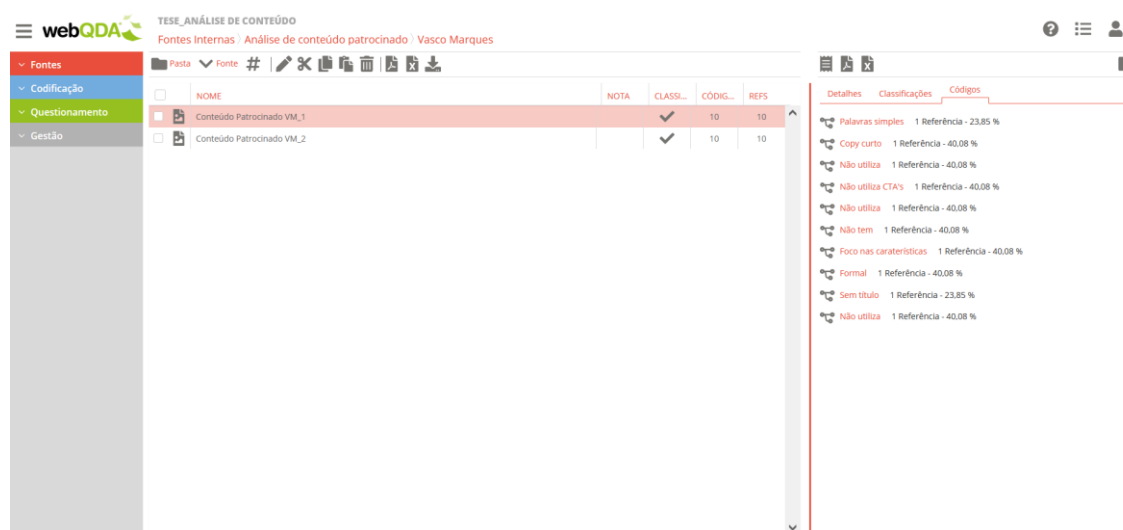 webQDA
TESE_ANÁLISE DE CONTEÚDO
Fontes Internas 〉 Análise de conteúdo patrocinado 〉 Vasco Marques
Fontes
Codificação
Questionamento
Gestão
Pasta
Fonte
NOME NOTA CLASSI... CÓDIG... REFS
Conteúdo Patrocinado VM_1 10 10
Conteúdo Patrocinado VM_2 10 10
Detalhes Classificações Códigos
Palavras simples 1 Referência - 23,85 %
Copy curto 1 Referência - 40,08 %
Não utiliza 1 Referência - 40,08 %
Não utiliza CTA's 1 Referência - 40,08 %
Não utiliza 1 Referência - 40,08 %
Não tem 1 Referência - 40,08 %
Foco nas caraterísticas 1 Referência - 40,08 %
Formal 1 Referência - 40,08 %
Sem título 1 Referência - 23,85 %
Não utiliza 1 Referência - 40,08 %